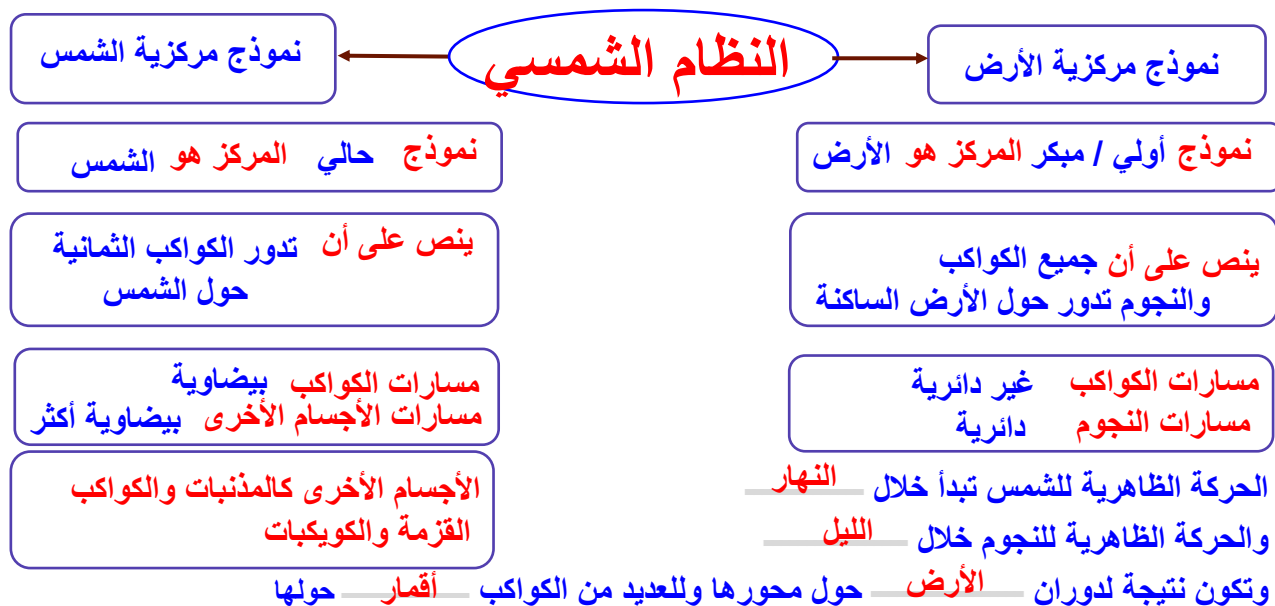 النظام الشمسي
نموذج مركزية الأرض
نموذج أولي / مبكر المركز هو الأرض
ينص على أن جميع الكواكب
والنجوم تدور حول الأرض الساكنة
مسارات الكواكب غير دائرية
مسارات النجوم دائرية
نموذج مركزية الشمس
نموذج حالي المركز هو الشمس
ينص على أن تدور الكواكب الثمانية
حول الشمس
مسارات الكواكب بيضاوية
مسارات الأجسام الأخرى بيضاوية أكثر
الأجسام الأخرى كالمذنبات والكواكب
القزمة والكويكبات
الحركة الظاهرية للشمس تبدأ خلال النهار
والحركة الظاهرية للنجوم خلال الليل
وتكون نتيجة لدوران الأرض حول محورها وللعديد من الكواكب أقمار حولها